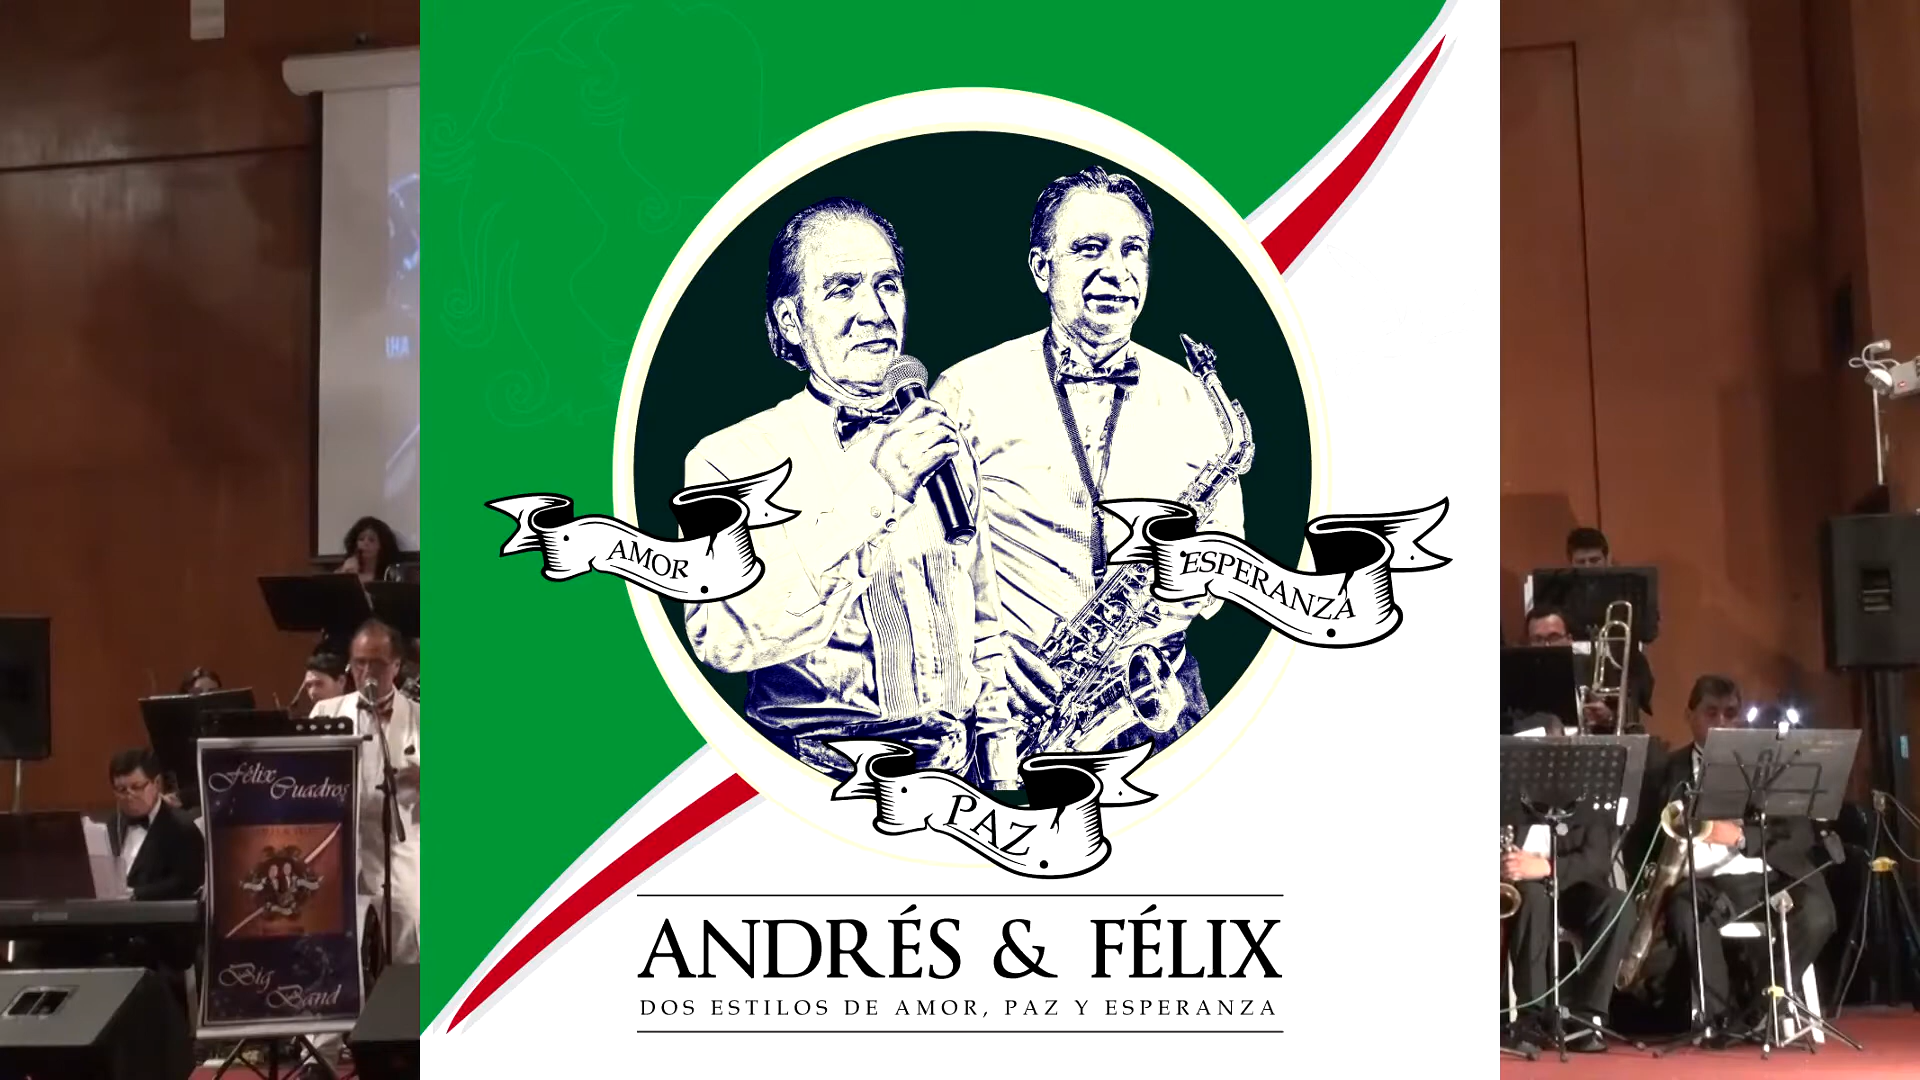 AMOR
ESPERANZA
PAZ
ANDRÉS & FÉLIX
DOS ESTILOS DE AMOR, PAZ Y ESPERANZA
Félix
Cuadros
Big
Band